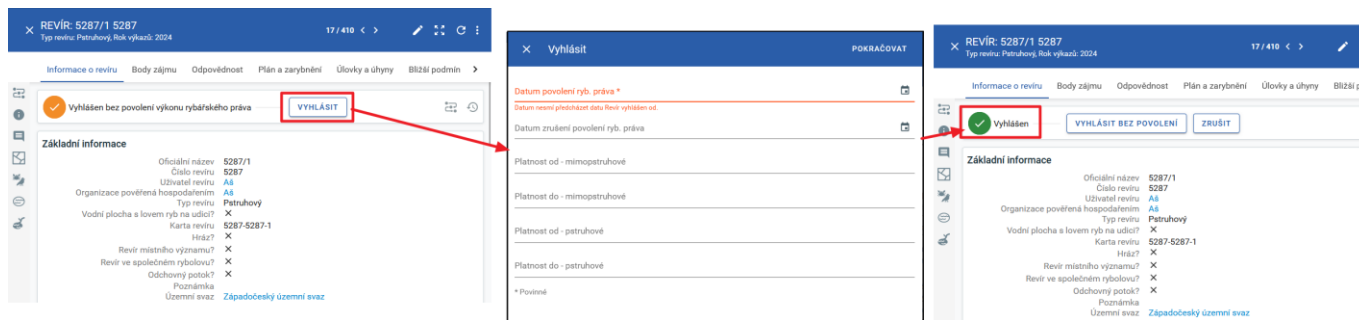 REVÍR: 5287/1 5287
Typ revíru: Pstruhový, Rok výkazů: 2024
17 / 410
Informace o revíru Body zájmu Odpovědnost Plán a zarybnění Úlovky a úhyny Bližší podmín
Vyhlášen bez povolení výkonu rybářského práva VYHLÁSIT
Základní informace
Oficiální název 5287/1
Číslo revíru 5287
Uživatel revíru Aš
Organizace pověřená hospodařením Aš
Typ revíru Pstruhový
Vodní plocha s lovem ryb na udici?
Karta revíru 5287-5287-1
Hráz?
Revír místního významu?
Revír ve společném rybolovu?
Odchovný potok?
Poznámka
Územní svaz Západočeský územní svaz
Vyhlásit POKRAČOVAT
Datum povolení ryb. práva *
Datum nesmí předcházet datu Revír vyhlášen od.
Datum zrušení povolení ryb. práva
Platnost od - mimopstruhové
Platnost do - mimopstruhové
Platnost od - pstruhové
Platnost do - pstruhové
* Povinné
REVÍR: 5287/1 5287
Typ revíru: Pstruhový, Rok výkazů: 2024
17 / 410
Informace o revíru Body zájmu Odpovědnost Plán a zarybnění Úlovky a úhyny Bližší p
Vyhlášen VYHLÁSIT BEZ POVOLENÍ ZRUŠIT
Základní informace
Oficiální název 5287/1
Číslo revíru 5287
Uživatel revíru Aš
Organizace pověřená hospodařením Aš
Typ revíru Pstruhový
Vodní plocha s lovem ryb na udici?
Karta revíru 5287-5287-1
Hráz?
Revír místního významu?
Revír ve společném rybolovu?
Odchovný potok?
Poznámka
Územní svaz Západočeský územní svaz